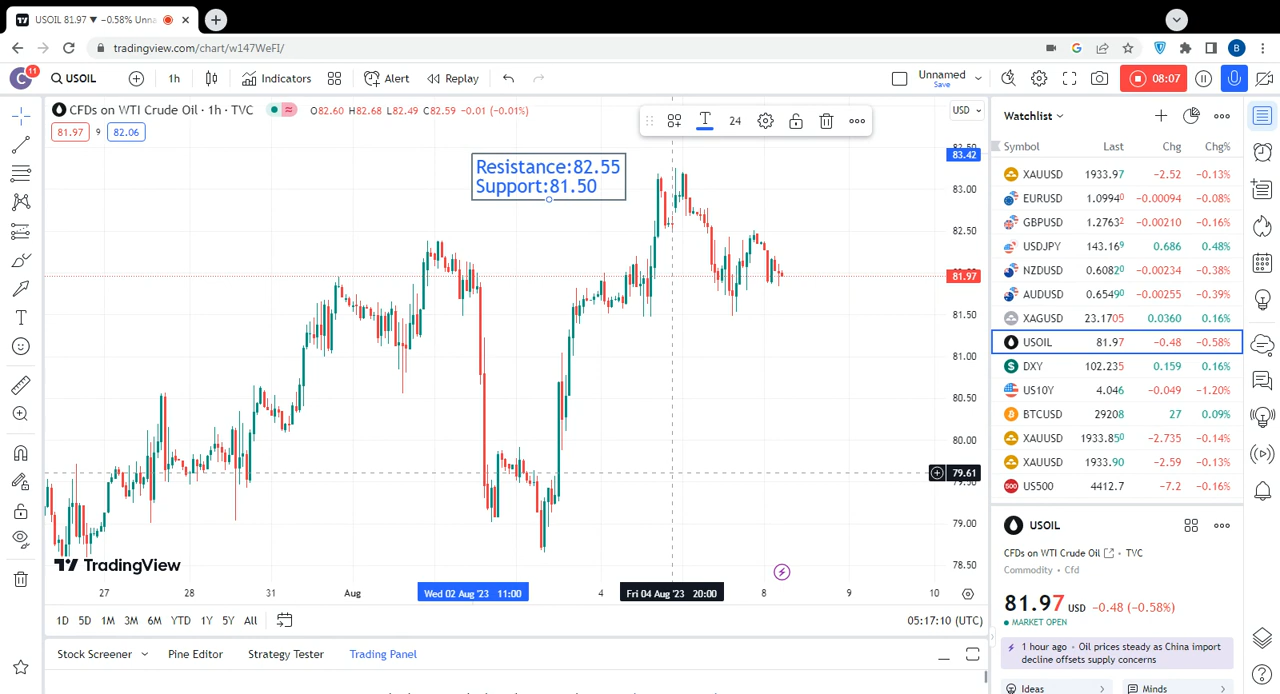 USOIL 81.97 ▼ −0.58% Unna
tradingview.com/chart/w147WeFI/
C 11 USOIL 1h Indicators Alert Replay Unnamed Save 08:07
CFDs on WTI Crude Oil · 1h · TVC O82.60 H82.68 L82.49 C82.59 −0.01 (−0.01%)
81.97 9 82.06
24
USD
Resistance:82.55
Support:81.50
83.42
83.00
82.50
81.97
81.50
81.00
80.50
80.00
79.61
79.00
78.50
TradingView
27 28 31 Aug Wed 02 Aug '23 11:00 4 Fri 04 Aug '23 20:00 8 9 10
1D 5D 1M 3M 6M YTD 1Y 5Y All 05:17:10 (UTC)
Stock Screener Pine Editor Strategy Tester Trading Panel
Watchlist
Symbol Last Chg Chg%
XAUUSD 1933.97 −2.52 −0.13%
EURUSD 1.09940 −0.00094 −0.08%
GBPUSD 1.27632 −0.00210 −0.16%
USDJPY 143.169 0.686 0.48%
NZDUSD 0.60820 −0.00234 −0.38%
AUDUSD 0.65490 −0.00255 −0.39%
XAGUSD 23.1705 0.0360 0.16%
USOIL 81.97 −0.48 −0.58%
DXY 102.235 0.159 0.16%
US10Y 4.046 −0.049 −1.20%
BTCUSD 29208 27 0.09%
XAUUSD 1933.850 −2.735 −0.14%
XAUUSD 1933.90 −2.59 −0.13%
500 US500 4412.7 −7.2 −0.16%
USOIL
CFDs on WTI Crude Oil · TVC
Commodity · Cfd
81.97 USD −0.48 (−0.58%)
MARKET OPEN
1 hour ago · Oil prices steady as China import
decline offsets supply concerns
Ideas Minds